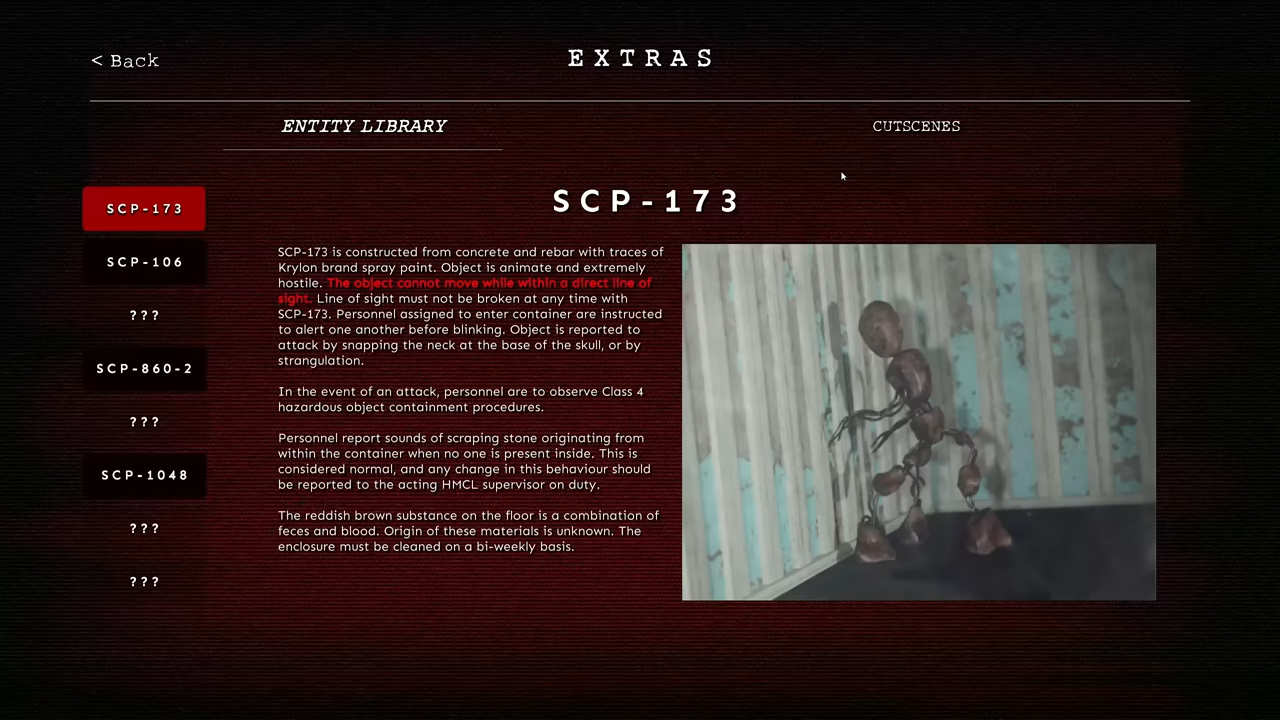 < Back
EXTRAS
ENTITY LIBRARY
CUTSCENES
SCP-173
SCP-106
???
SCP-860-2
???
SCP-1048
???
???
SCP-173
SCP-173 is constructed from concrete and rebar with traces of
Krylon brand spray paint. Object is animate and extremely
hostile. The object cannot move while within a direct line of
sight. Line of sight must not be broken at any time with
SCP-173. Personnel assigned to enter container are instructed
to alert one another before blinking. Object is reported to
attack by snapping the neck at the base of the skull, or by
strangulation.
In the event of an attack, personnel are to observe Class 4
hazardous object containment procedures.
Personnel report sounds of scraping stone originating from
within the container when no one is present inside. This is
considered normal, and any change in this behaviour should
be reported to the acting HMCL supervisor on duty.
The reddish brown substance on the floor is a combination of
feces and blood. Origin of these materials is unknown. The
enclosure must be cleaned on a bi-weekly basis.